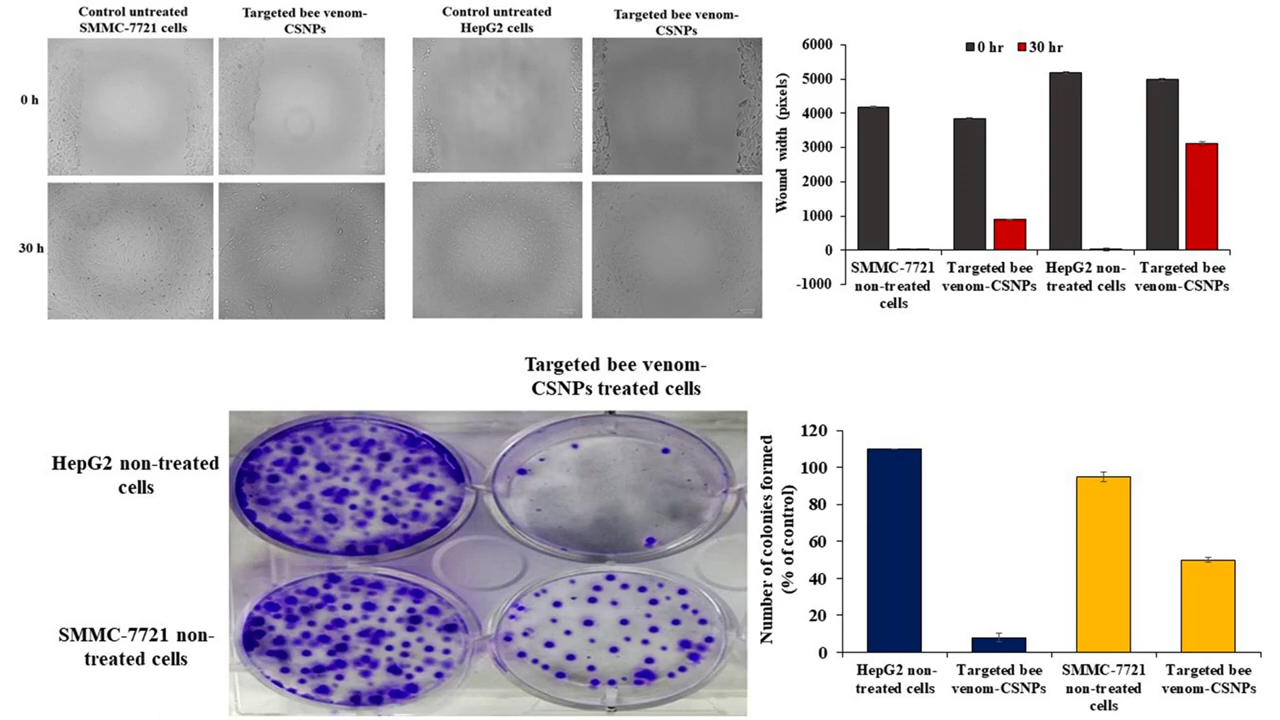 Control untreated
SMMC-7721 cells
Targeted bee venom-
CSNPs
Control untreated
HepG2 cells
Targeted bee venom-
CSNPs
0 h
30 h
0 hr
30 hr
Wound width (pixels)
6000
5000
4000
3000
2000
1000
0
-1000
SMMC-7721
non-treated
cells
Targeted bee
venom-CSNPs
HepG2 non-
treated cells
Targeted bee
venom-CSNPs
Targeted bee venom-
CSNPs treated cells
HepG2 non-treated
cells
SMMC-7721 non-
treated cells
Number of colonies formed
(% of control)
120
100
80
60
40
20
0
HepG2 non-
treated cells
Targeted bee
venom-CSNPs
SMMC-7721
non-treated
cells
Targeted bee
venom-CSNPs